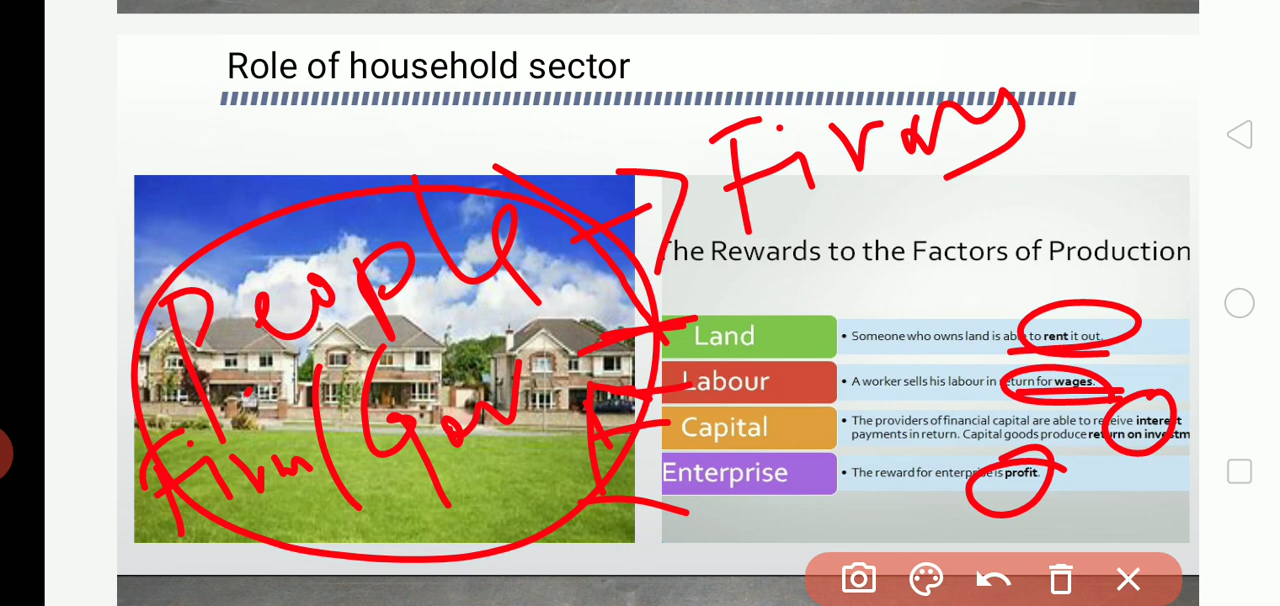 Role of household sector
Firms
The Rewards to the Factors of Production
People
Firm / Gov
Land
• Someone who owns land is able to rent it out.
Labour
• A worker sells his labour in return for wages.
Capital
• The providers of financial capital are able to receive interest
payments in return. Capital goods produce return on investm
Enterprise
• The reward for enterprise is profit.